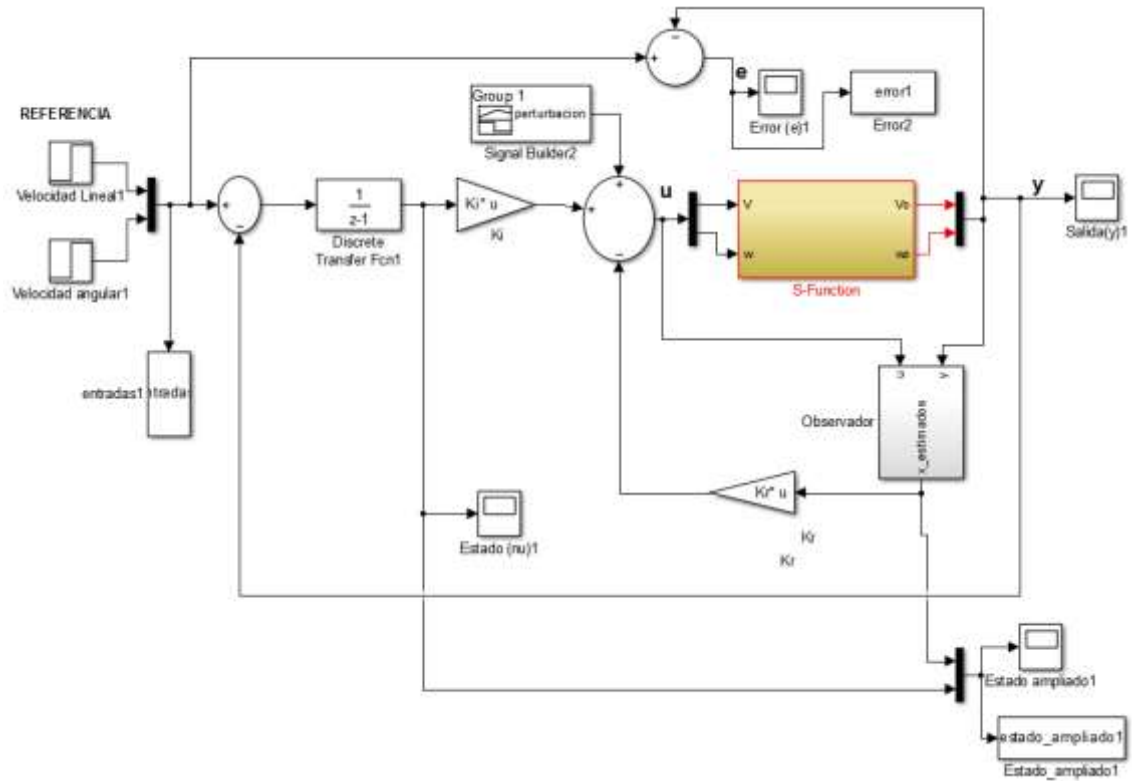 e
Group 1
perturbacion
Signal Builder2
Error (e)1
error1
Error2
REFERENCIA
Velocidad Lineal1
Velocidad angular1
+
−
1
z-1
Discrete
Transfer Fcn1
Ki* u
Ki
+
+
−
u
V
w
Vo
S-Function
+
−
y
Salida(y)1
entradas1
Observador
u
y
x_estimados
Kr* u
Kr
Kr
Estado (nu)1
Estado ampliado1
estado_ampliado1
Estado_ampliado1